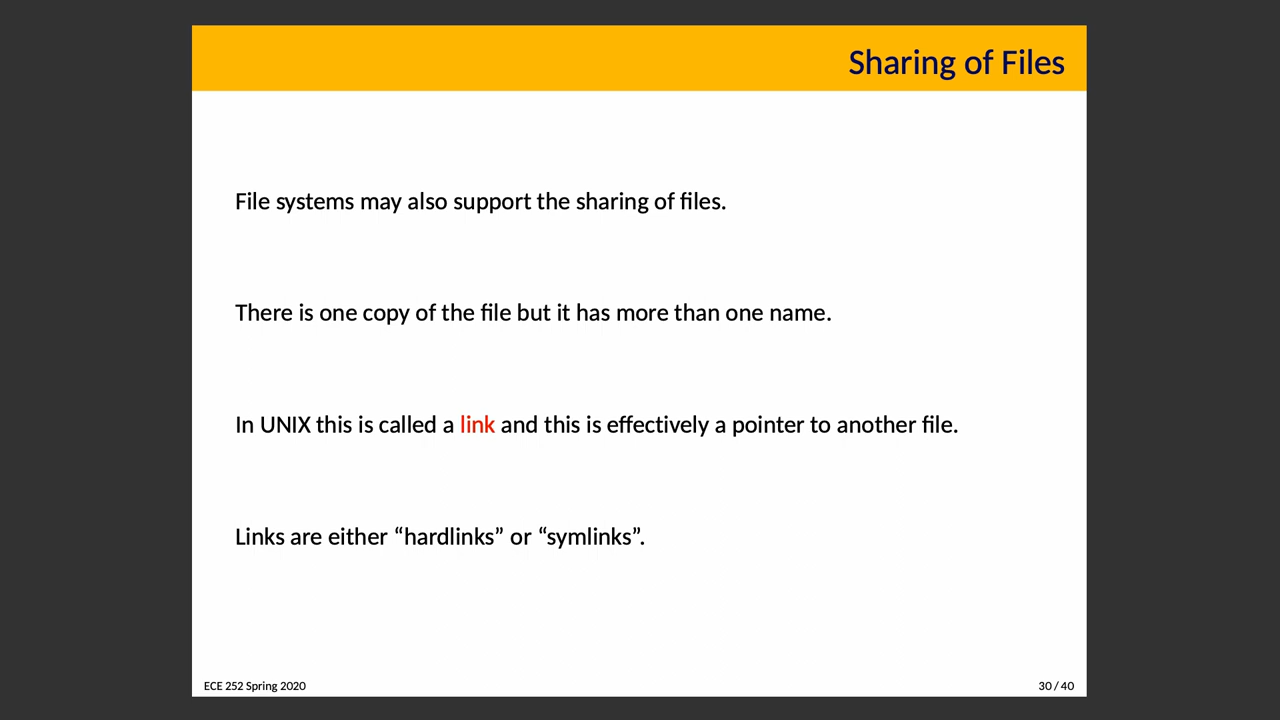 Sharing of Files
File systems may also support the sharing of files.
There is one copy of the file but it has more than one name.
In UNIX this is called a link and this is effectively a pointer to another file.
Links are either “hardlinks” or “symlinks”.
ECE 252 Spring 2020
30 / 40